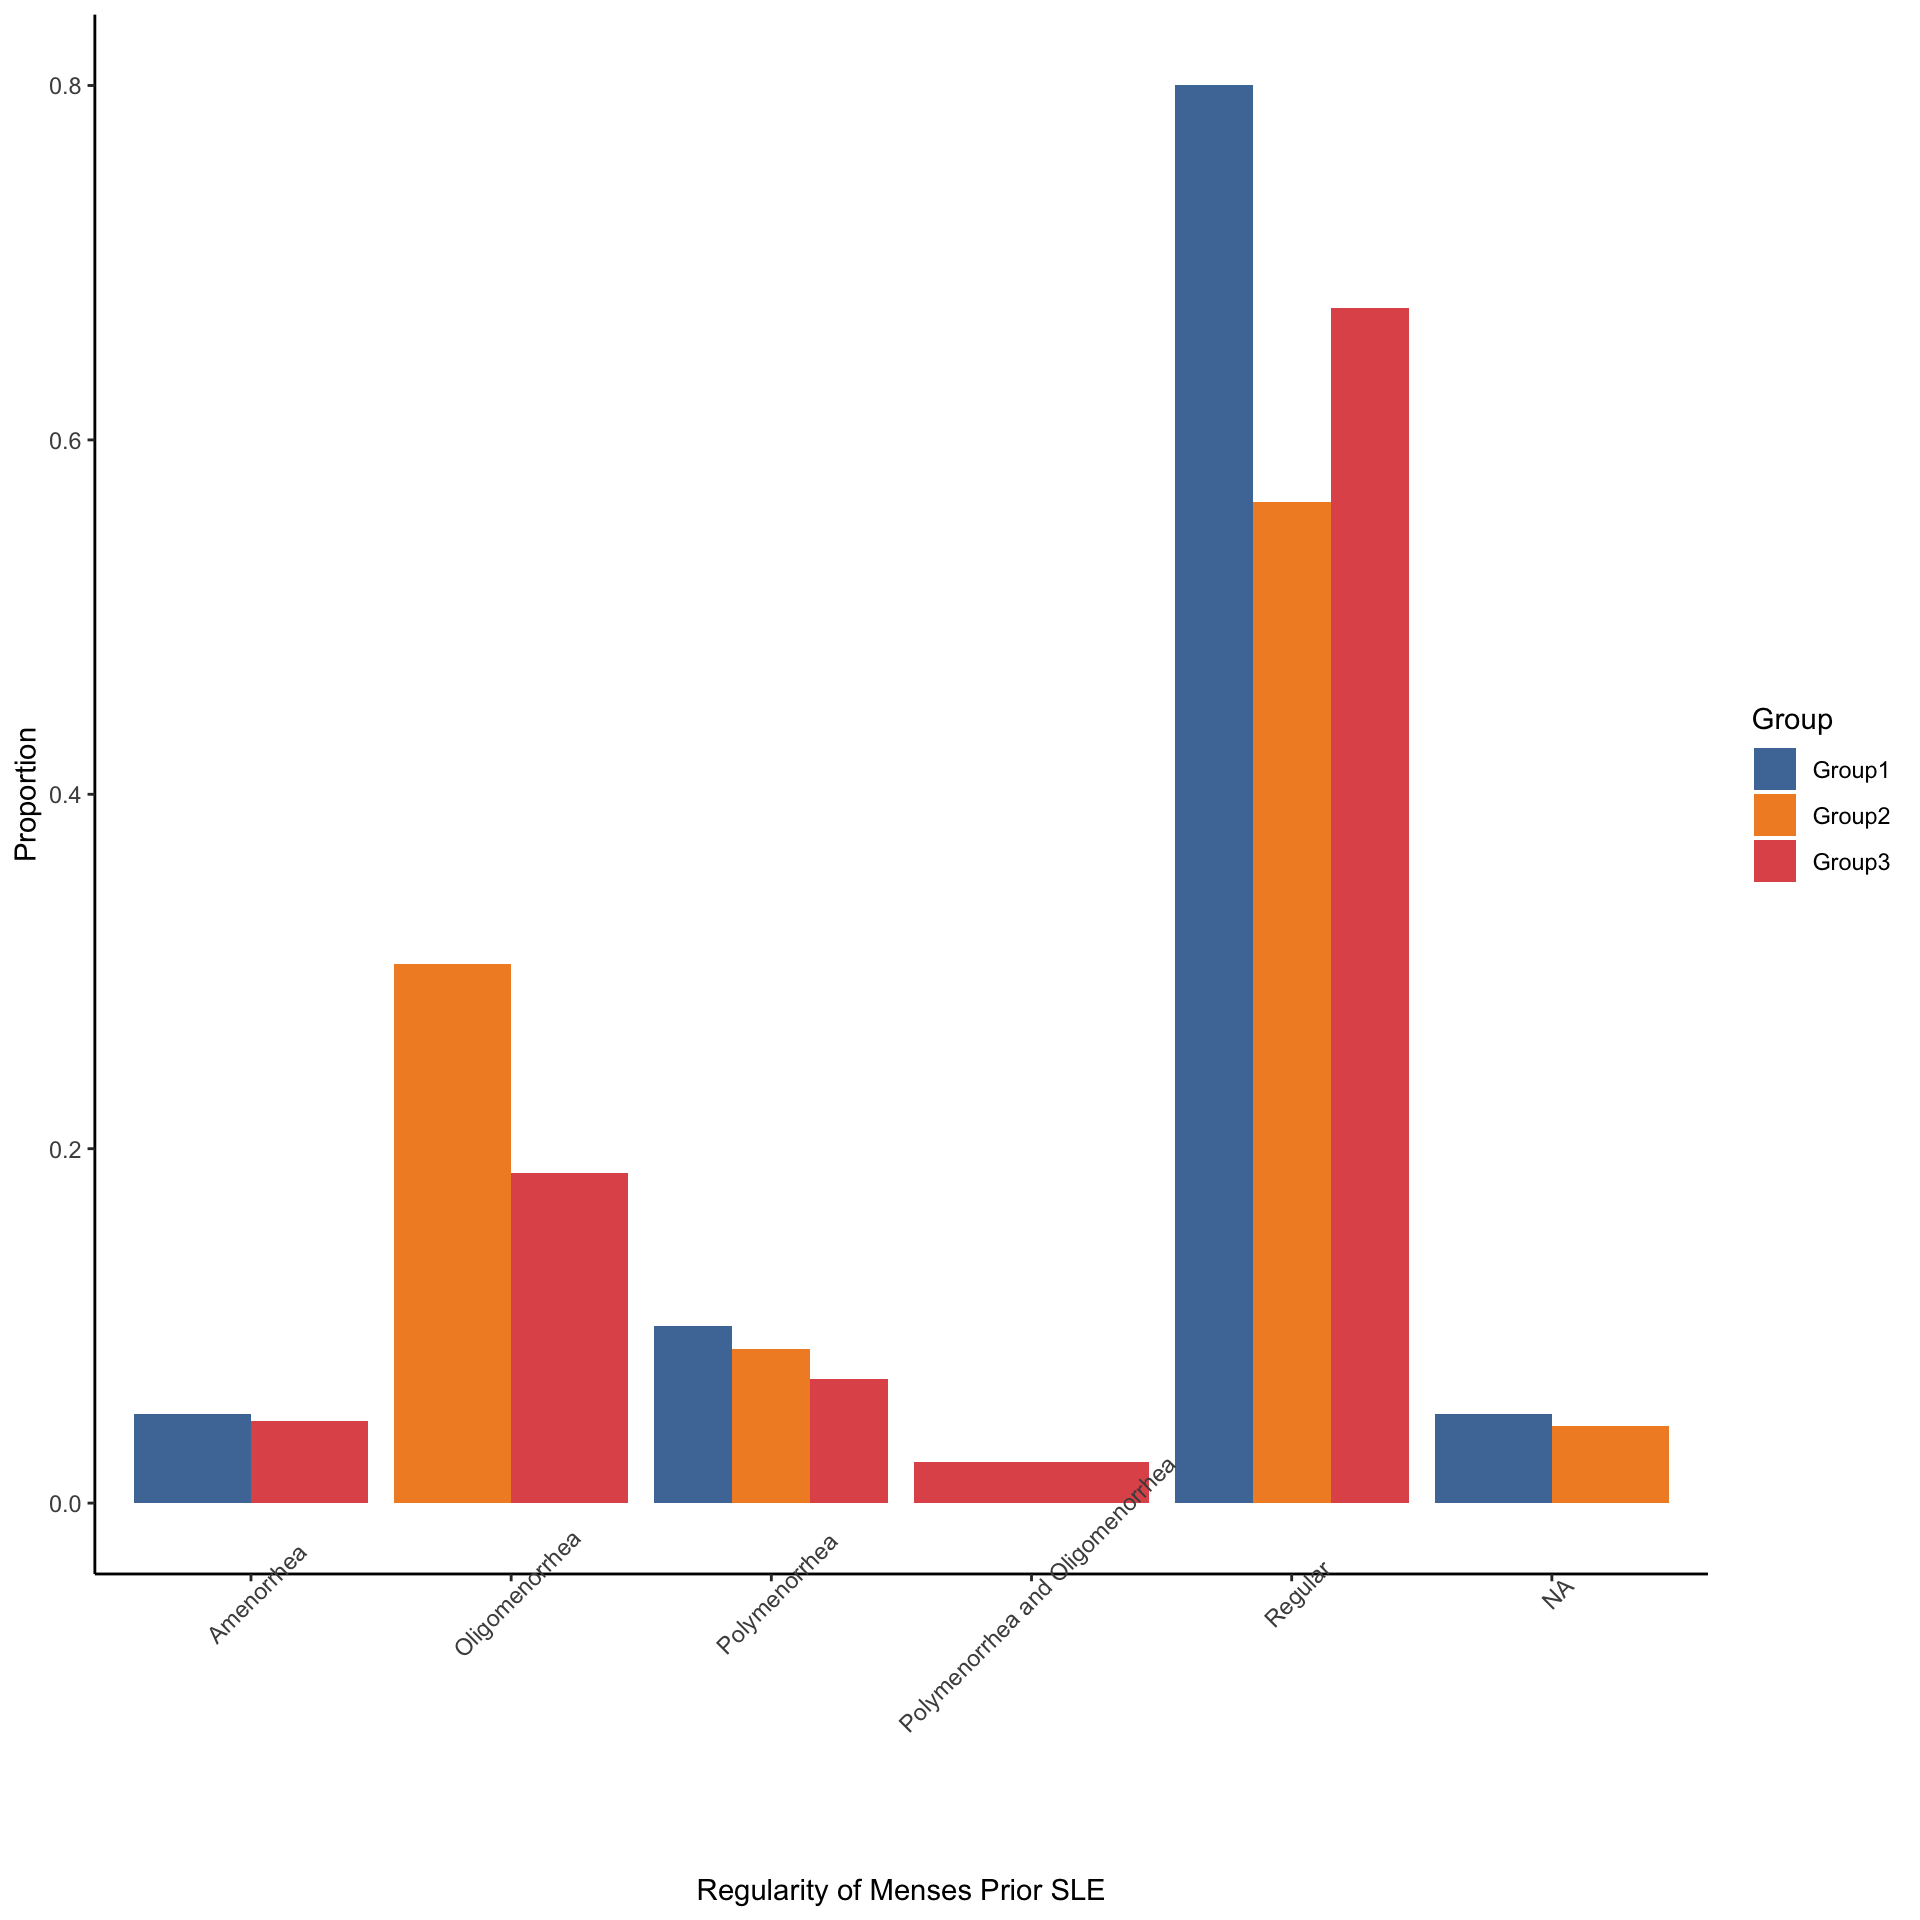 0.8
0.6
0.4
0.2
0.0
Proportion
Amenorrhea
Oligomenorrhea
Polymenorrhea
Polymenorrhea and Oligomenorrhea
Regular
NA
Regularity of Menses Prior SLE
Group
Group1
Group2
Group3